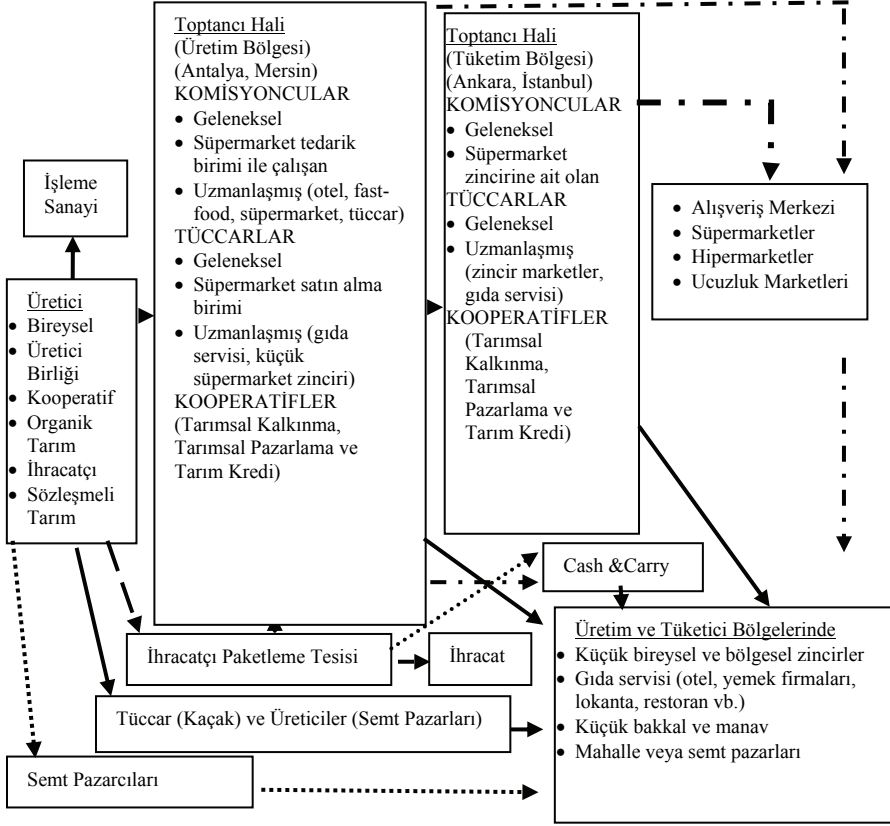 Toptancı Hali
(Üretim Bölgesi)
(Antalya, Mersin)
KOMİSYONCULAR
• Geleneksel
• Süpermarket tedarik
birimi ile çalışan
• Uzmanlaşmış (otel, fast-
food, süpermarket, tüccar)
TÜCCARLAR
• Geleneksel
• Süpermarket satın alma
birimi
• Uzmanlaşmış (gıda
servisi, küçük
süpermarket zinciri)
KOOPERATİFLER
(Tarımsal Kalkınma,
Tarımsal Pazarlama ve
Tarım Kredi)
Toptancı Hali
(Tüketim Bölgesi)
(Ankara, İstanbul)
KOMİSYONCULAR
• Geleneksel
• Süpermarket
zincirine ait olan
TÜCCARLAR
• Geleneksel
• Uzmanlaşmış
(zincir marketler,
gıda servisi)
KOOPERATİFLER
(Tarımsal
Kalkınma,
Tarımsal
Pazarlama ve
Tarım Kredi)
İşleme
Sanayi
• Alışveriş Merkezi
• Süpermarketler
• Hipermarketler
• Ucuzluk Marketleri
Üretici
• Bireysel
• Üretici
Birliği
• Kooperatif
• Organik
Tarım
• İhracatçı
• Sözleşmeli
Tarım
Cash &Carry
İhracatçı Paketleme Tesisi
İhracat
Üretim ve Tüketici Bölgelerinde
• Küçük bireysel ve bölgesel zincirler
• Gıda servisi (otel, yemek firmaları,
lokanta, restoran vb.)
• Küçük bakkal ve manav
• Mahalle veya semt pazarları
Tüccar (Kaçak) ve Üreticiler (Semt Pazarları)
Semt Pazarcıları